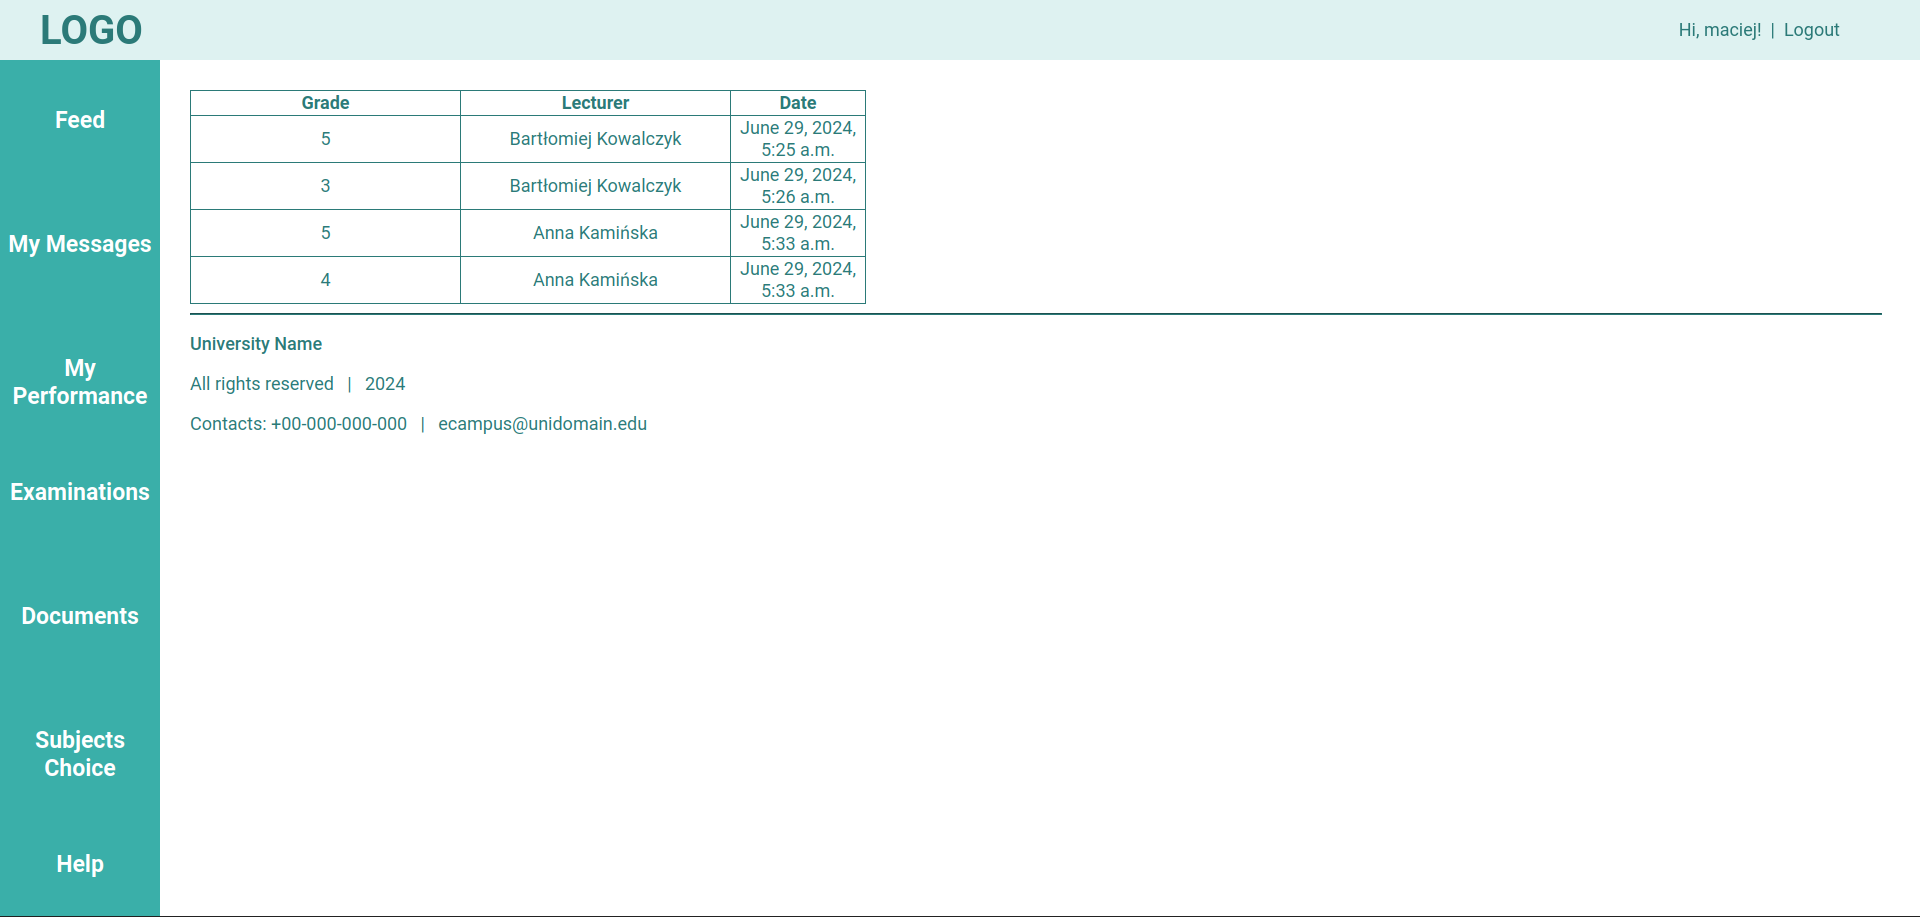 LOGO
Hi, maciej! | Logout
Feed
My Messages
My
Performance
Examinations
Documents
Subjects
Choice
Help
Grade Lecturer Date
5 Bartłomiej Kowalczyk June 29, 2024,
5:25 a.m.
3 Bartłomiej Kowalczyk June 29, 2024,
5:26 a.m.
5 Anna Kamińska June 29, 2024,
5:33 a.m.
4 Anna Kamińska June 29, 2024,
5:33 a.m.
University Name
All rights reserved | 2024
Contacts: +00-000-000-000 | ecampus@unidomain.edu